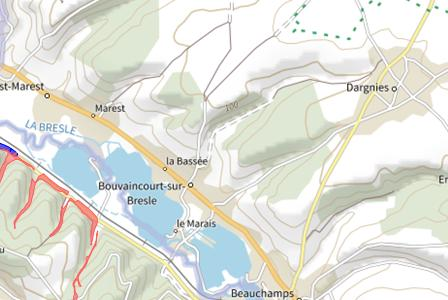 100
Dargnies
st-Marest
Marest
LA BRESLE
la Bassée
Bouvaincourt-sur-
Bresle
le Marais
Beauchamps